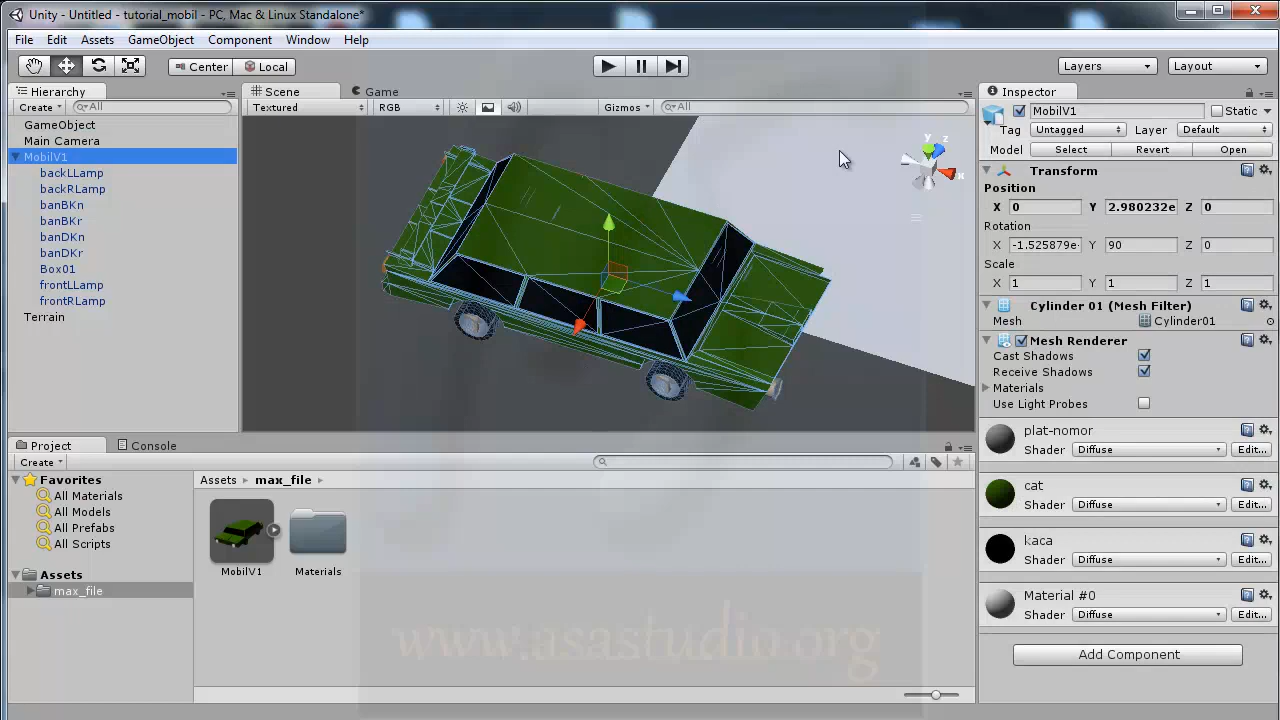 Unity - Untitled - tutorial_mobil - PC, Mac & Linux Standalone*
File Edit Assets GameObject Component Window Help
Center Local Layers Layout
Hierarchy
Create All
GameObject
Main Camera
MobilV1
backLLamp
backRLamp
banBKn
banBKr
banDKn
banDKr
Box01
frontLLamp
frontRLamp
Terrain
Scene Game
Textured RGB Gizmos All
y z x
Inspector
MobilV1 Static
Tag Untagged Layer Default
Model Select Revert Open
Transform
Position
X 0 Y 2.980232e Z 0
Rotation
X -1.525879e- Y 90 Z 0
Scale
X 1 Y 1 Z 1
Cylinder 01 (Mesh Filter)
Mesh Cylinder01
Mesh Renderer
Cast Shadows
Receive Shadows
Materials
Use Light Probes
plat-nomor
Shader Diffuse Edit...
cat
Shader Diffuse Edit...
kaca
Shader Diffuse Edit...
Material #0
Shader Diffuse Edit...
Add Component
Project Console
Create
Favorites
All Materials
All Models
All Prefabs
All Scripts
Assets
max_file
Assets max_file
MobilV1 Materials
www.asastudio.org